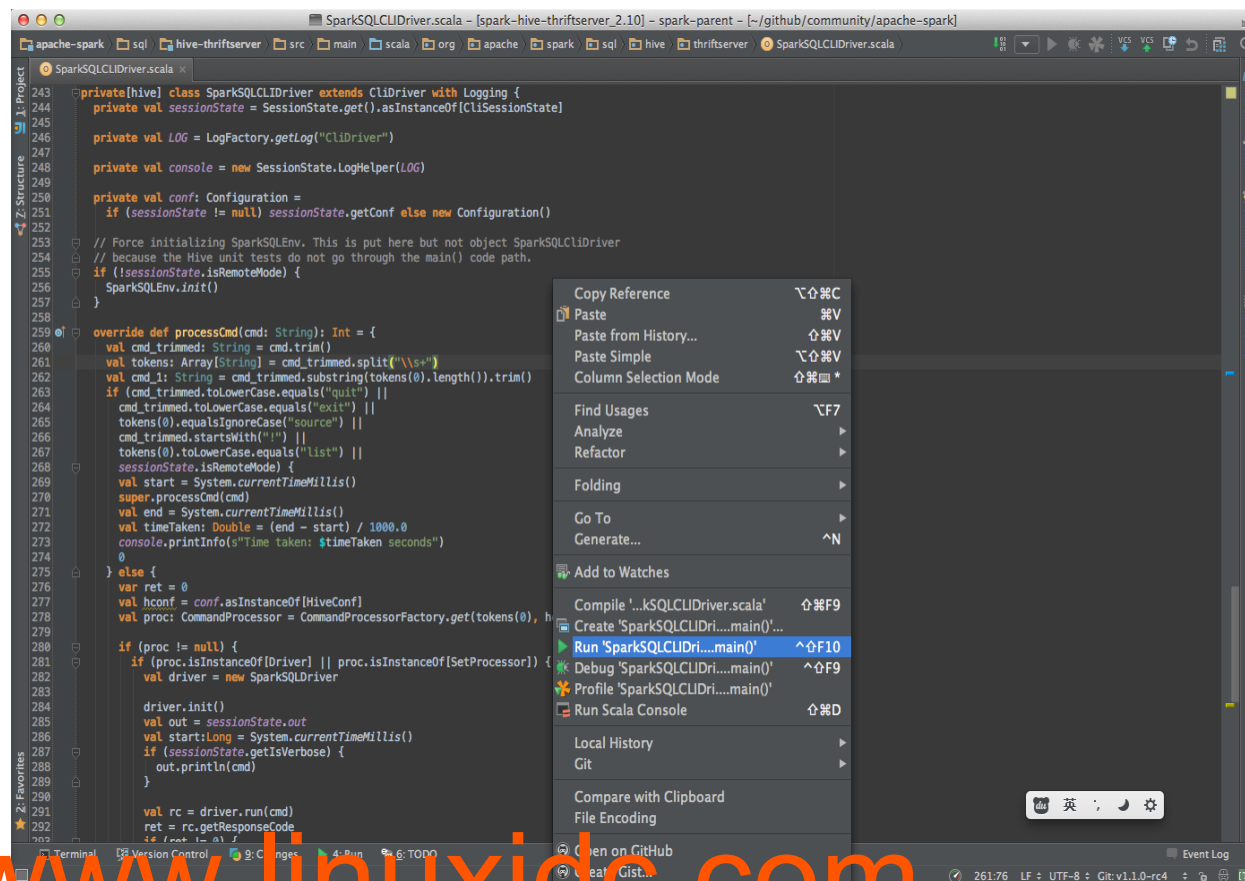 SparkSQLCLIDriver.scala - [spark-hive-thriftserver_2.10] - spark-parent - [~/github/community/apache-spark]
apache-spark sql hive-thriftserver src main scala org apache spark sql hive thriftserver SparkSQLCLIDriver.scala
SparkSQLCLIDriver.scala
1: Project
Z: Structure
2: Favorites
243 private[hive] class SparkSQLCLIDriver extends CliDriver with Logging {
244 private val sessionState = SessionState.get().asInstanceOf[CliSessionState]
245
246 private val LOG = LogFactory.getLog("CliDriver")
247
248 private val console = new SessionState.LogHelper(LOG)
249
250 private val conf: Configuration =
251 if (sessionState != null) sessionState.getConf else new Configuration()
252
253 // Force initializing SparkSQLEnv. This is put here but not object SparkSQLCliDriver
254 // because the Hive unit tests do not go through the main() code path.
255 if (!sessionState.isRemoteMode) {
256 SparkSQLEnv.init()
257 }
258
259 override def processCmd(cmd: String): Int = {
260 val cmd_trimmed: String = cmd.trim()
261 val tokens: Array[String] = cmd_trimmed.split("\\s+")
262 val cmd_1: String = cmd_trimmed.substring(tokens(0).length()).trim()
263 if (cmd_trimmed.toLowerCase.equals("quit") ||
264 cmd_trimmed.toLowerCase.equals("exit") ||
265 tokens(0).equalsIgnoreCase("source") ||
266 cmd_trimmed.startsWith("!") ||
267 tokens(0).toLowerCase.equals("list") ||
268 sessionState.isRemoteMode) {
269 val start = System.currentTimeMillis()
270 super.processCmd(cmd)
271 val end = System.currentTimeMillis()
272 val timeTaken: Double = (end - start) / 1000.0
273 console.printInfo(s"Time taken: $timeTaken seconds")
274 0
275 } else {
276 var ret = 0
277 val hconf = conf.asInstanceOf[HiveConf]
278 val proc: CommandProcessor = CommandProcessorFactory.get(tokens(0), h
279
280 if (proc != null) {
281 if (proc.isInstanceOf[Driver] || proc.isInstanceOf[SetProcessor]) {
282 val driver = new SparkSQLDriver
283
284 driver.init()
285 val out = sessionState.out
286 val start:Long = System.currentTimeMillis()
287 if (sessionState.getIsVerbose) {
288 out.println(cmd)
289 }
290
291 val rc = driver.run(cmd)
292 ret = rc.getResponseCode
293 if (ret != 0) {
Copy Reference ⌥⇧⌘C
Paste ⌘V
Paste from History... ⇧⌘V
Paste Simple ⌥⇧⌘V
Column Selection Mode ⇧⌘⌨ *
Find Usages ⌥F7
Analyze
Refactor
Folding
Go To
Generate... ^N
Add to Watches
Compile '...kSQLCLIDriver.scala' ⇧⌘F9
Create 'SparkSQLCLIDri....main()'...
Run 'SparkSQLCLIDri....main()' ^⇧F10
Debug 'SparkSQLCLIDri....main()' ^⇧F9
Profile 'SparkSQLCLIDri....main()'
Run Scala Console ⇧⌘D
Local History
Git
Compare with Clipboard
File Encoding
Open on GitHub
Create Gist...
du 英
Terminal Version Control 9: Changes 4: Run 6: TODO Event Log
261:76 LF UTF-8 Git: v1.1.0-rc4
www.linuxidc.com